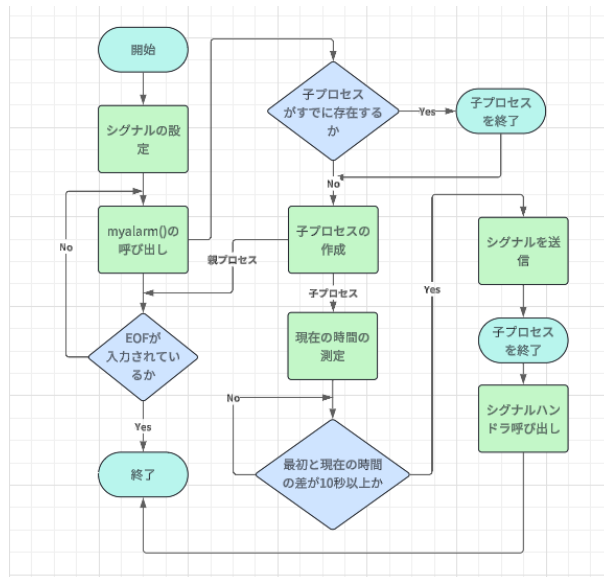 開始
シグナルの設
定
No
myalarm()の
呼び出し
EOFが
入力されてい
るか
Yes
終了
子プロセス
がすでに存在する
か
Yes
子プロセス
を終了
No
子プロセスの
作成
親プロセス
子プロセス
現在の時間の
測定
No
最初と現在の時間
の差が10秒以上か
Yes
シグナルを送
信
子プロセス
を終了
シグナルハン
ドラ呼び出し